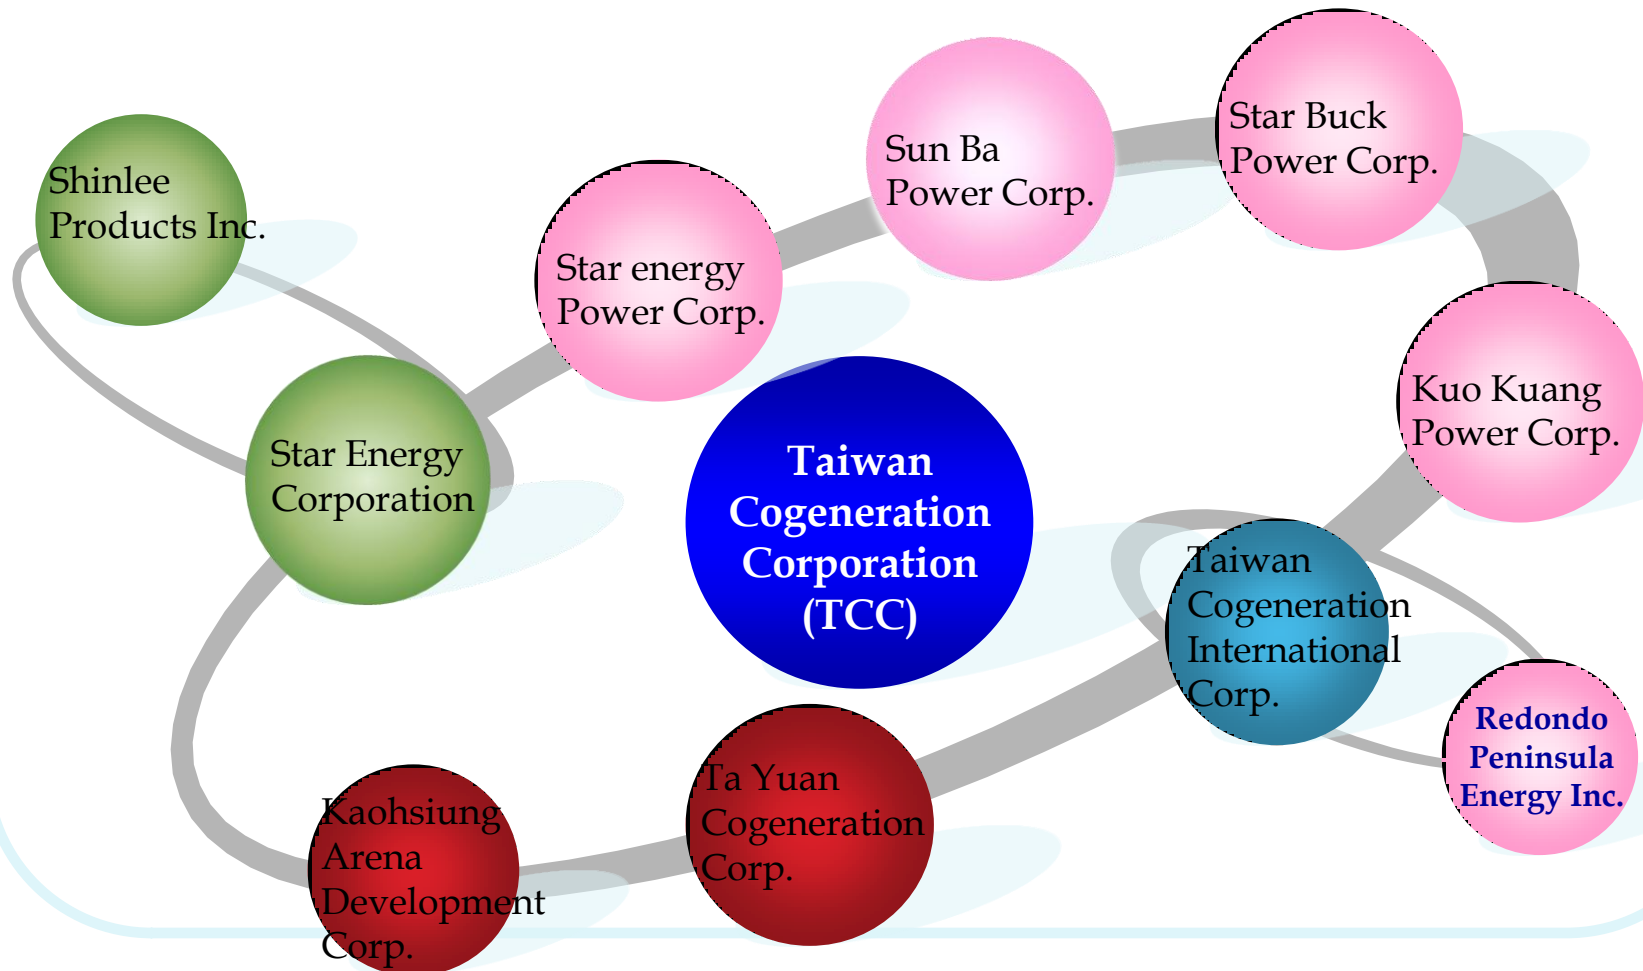 Star Buck
Power Corp.
Sun Ba
Power Corp.
Shinlee
Products Inc.
Star energy
Power Corp.
Kuo Kuang
Power Corp.
Star Energy
Corporation
Taiwan
Cogeneration
Corporation
(TCC)
Taiwan
Cogeneration
International
Corp.
Redondo
Peninsula
Energy Inc.
Ta Yuan
Cogeneration
Corp.
Kaohsiung
Arena
Development
Corp.